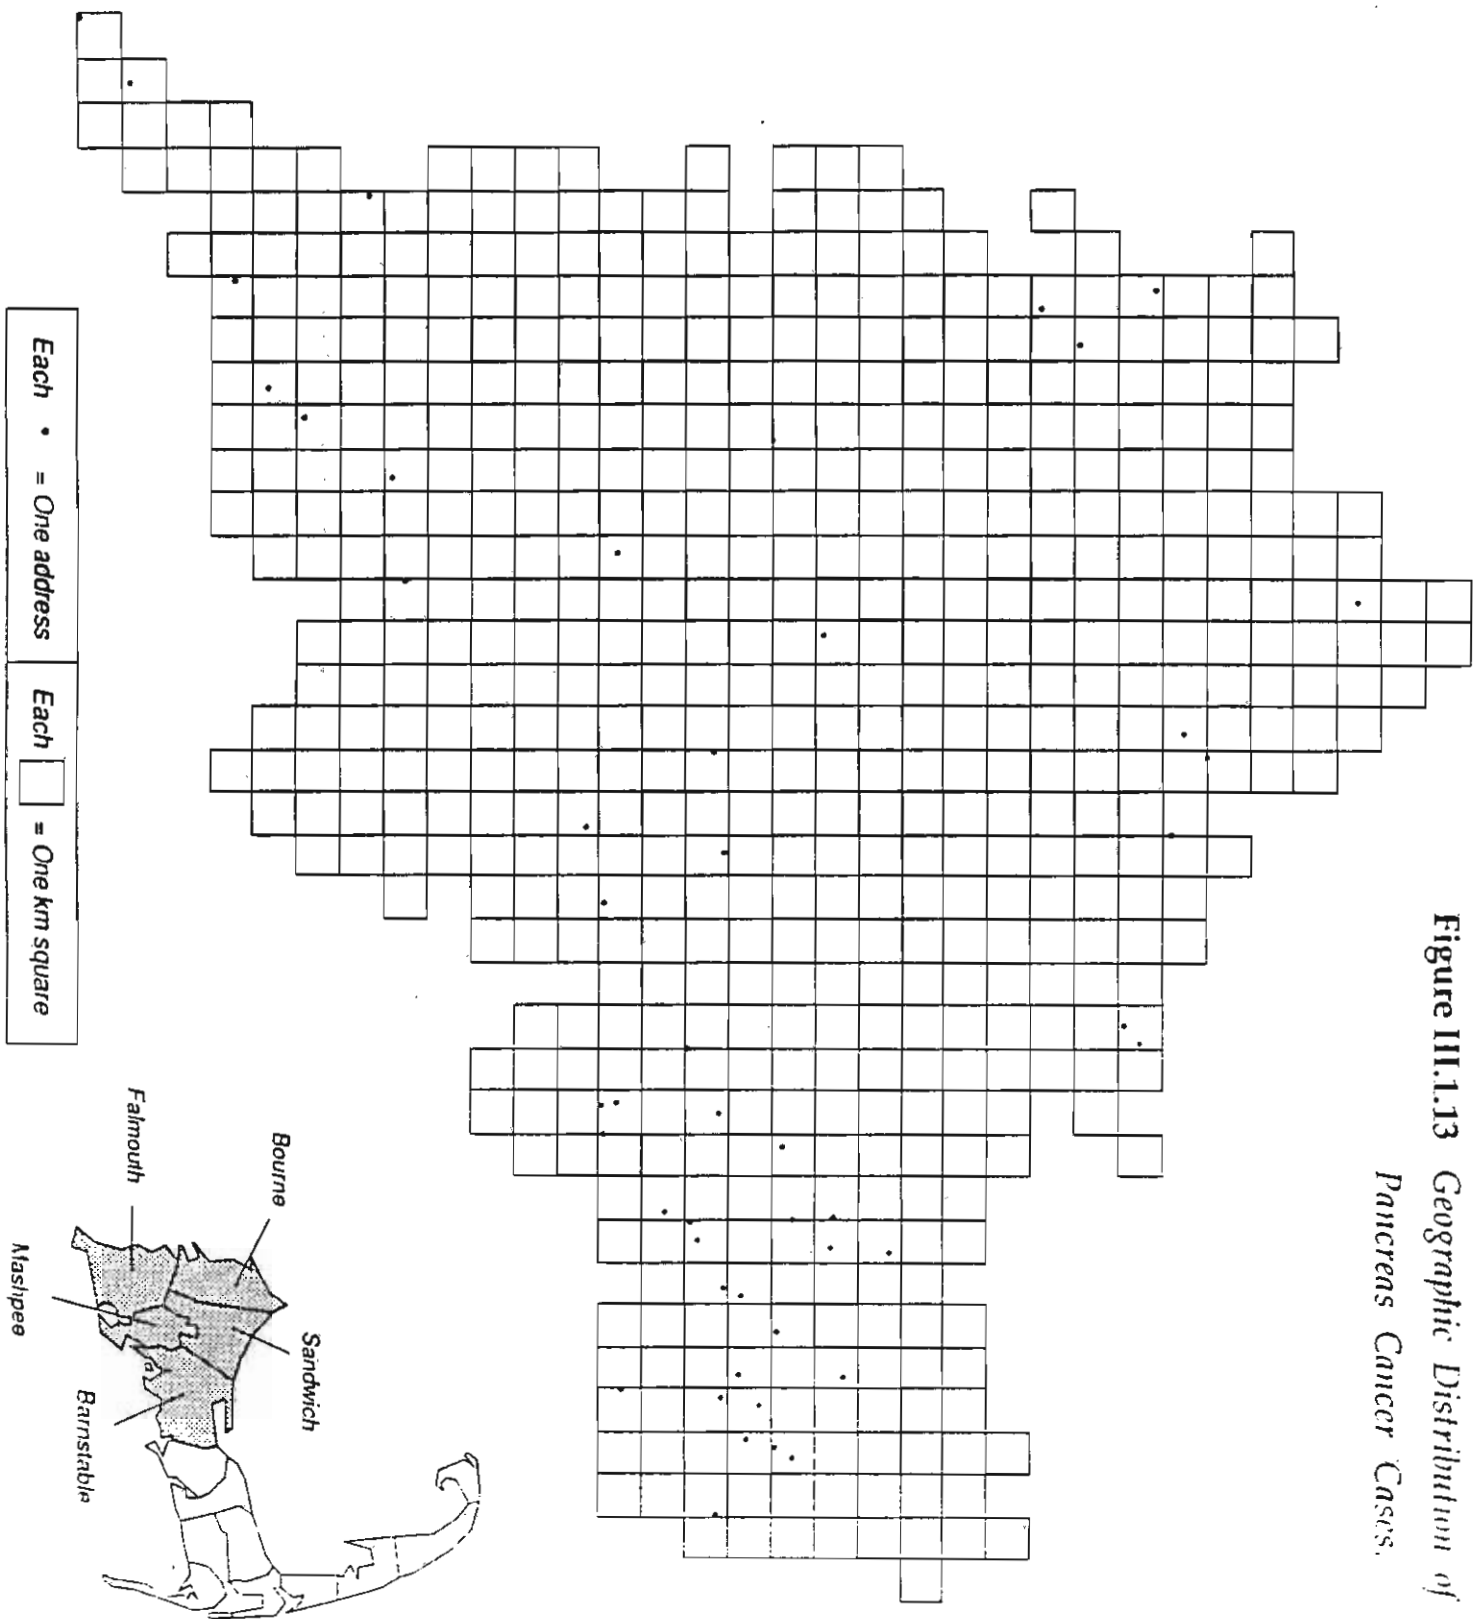 Figure III.1.13 Geographic Distribution of
Pancreas Cancer Cases.
Bourne
Falmouth
Sandwich
Mashpee
Barnstable
Each • = One address
Each □ = One km square